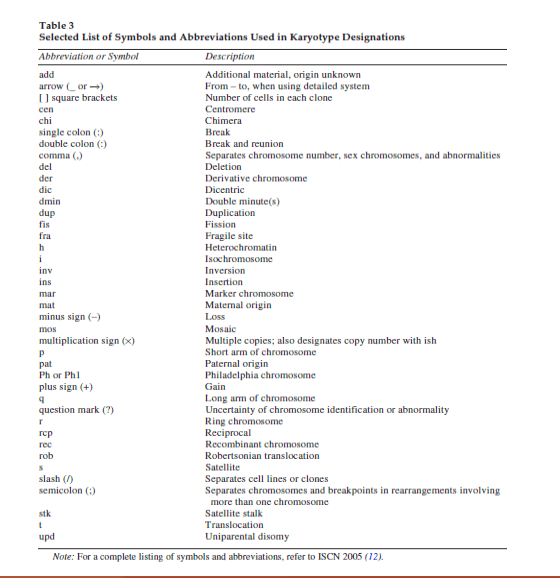 Table 3
Selected List of Symbols and Abbreviations Used in Karyotype Designations
Abbreviation or Symbol Description
add Additional material, origin unknown
arrow (_ or →) From – to, when using detailed system
[ ] square brackets Number of cells in each clone
cen Centromere
chi Chimera
single colon (:) Break
double colon (:) Break and reunion
comma (,) Separates chromosome number, sex chromosomes, and abnormalities
del Deletion
der Derivative chromosome
dic Dicentric
dmin Double minute(s)
dup Duplication
fis Fission
fra Fragile site
h Heterochromatin
i Isochromosome
inv Inversion
ins Insertion
mar Marker chromosome
mat Maternal origin
minus sign (–) Loss
mos Mosaic
multiplication sign (×) Multiple copies; also designates copy number with ish
p Short arm of chromosome
pat Paternal origin
Ph or Ph1 Philadelphia chromosome
plus sign (+) Gain
q Long arm of chromosome
question mark (?) Uncertainty of chromosome identification or abnormality
r Ring chromosome
rcp Reciprocal
rec Recombinant chromosome
rob Robertsonian translocation
s Satellite
slash (/) Separates cell lines or clones
semicolon (;) Separates chromosomes and breakpoints in rearrangements involving
more than one chromosome
stk Satellite stalk
t Translocation
upd Uniparental disomy
Note: For a complete listing of symbols and abbreviations, refer to ISCN 2005 (12).